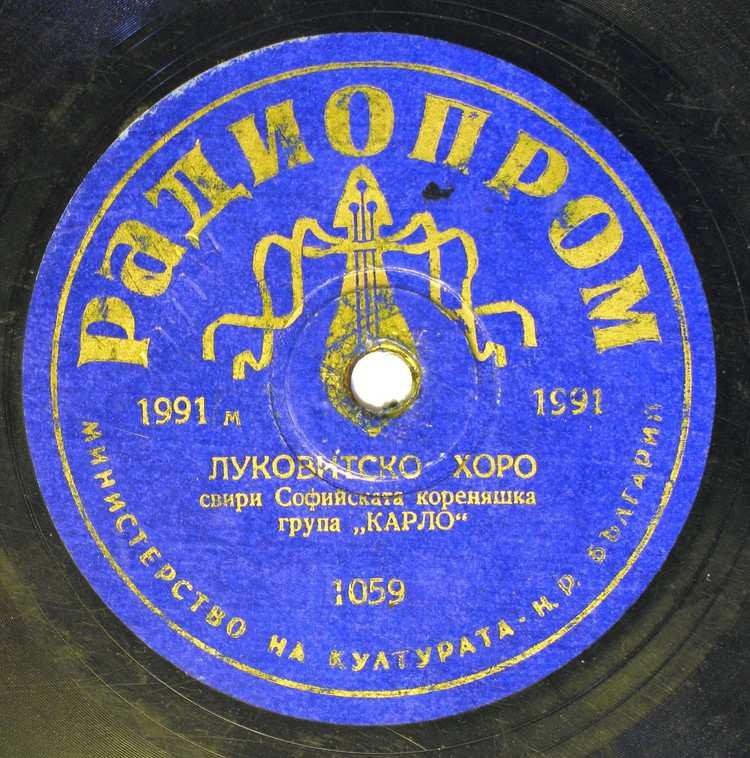 РАДИОПРОМ
1991 м
1991
ЛУКОВИТСКО ХОРО
свири Софийската кореняшка
група „КАРЛО“
1059
МИНИСТЕРСТВО НА КУЛТУРАТА - Н. Р. БЪЛГАРИЯ